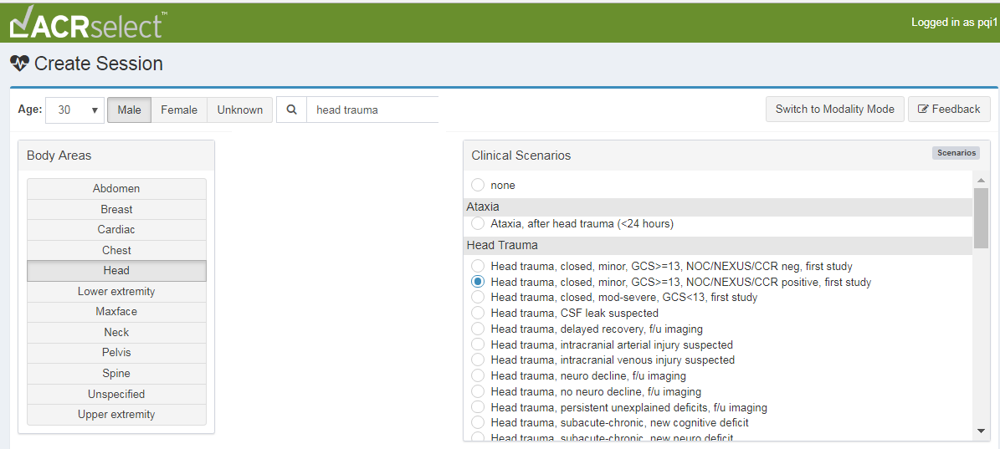 ACRselect™
Logged in as pqi1
Create Session
Age: 30 Male Female Unknown head trauma Switch to Modality Mode Feedback
Body Areas
Abdomen
Breast
Cardiac
Chest
Head
Lower extremity
Maxface
Neck
Pelvis
Spine
Unspecified
Upper extremity
Clinical Scenarios Scenarios
none
Ataxia
Ataxia, after head trauma (<24 hours)
Head Trauma
Head trauma, closed, minor, GCS>=13, NOC/NEXUS/CCR neg, first study
Head trauma, closed, minor, GCS>=13, NOC/NEXUS/CCR positive, first study
Head trauma, closed, mod-severe, GCS<13, first study
Head trauma, CSF leak suspected
Head trauma, delayed recovery, f/u imaging
Head trauma, intracranial arterial injury suspected
Head trauma, intracranial venous injury suspected
Head trauma, neuro decline, f/u imaging
Head trauma, no neuro decline, f/u imaging
Head trauma, persistent unexplained deficits, f/u imaging
Head trauma, subacute-chronic, new cognitive deficit
Head trauma, subacute-chronic, new neuro deficit